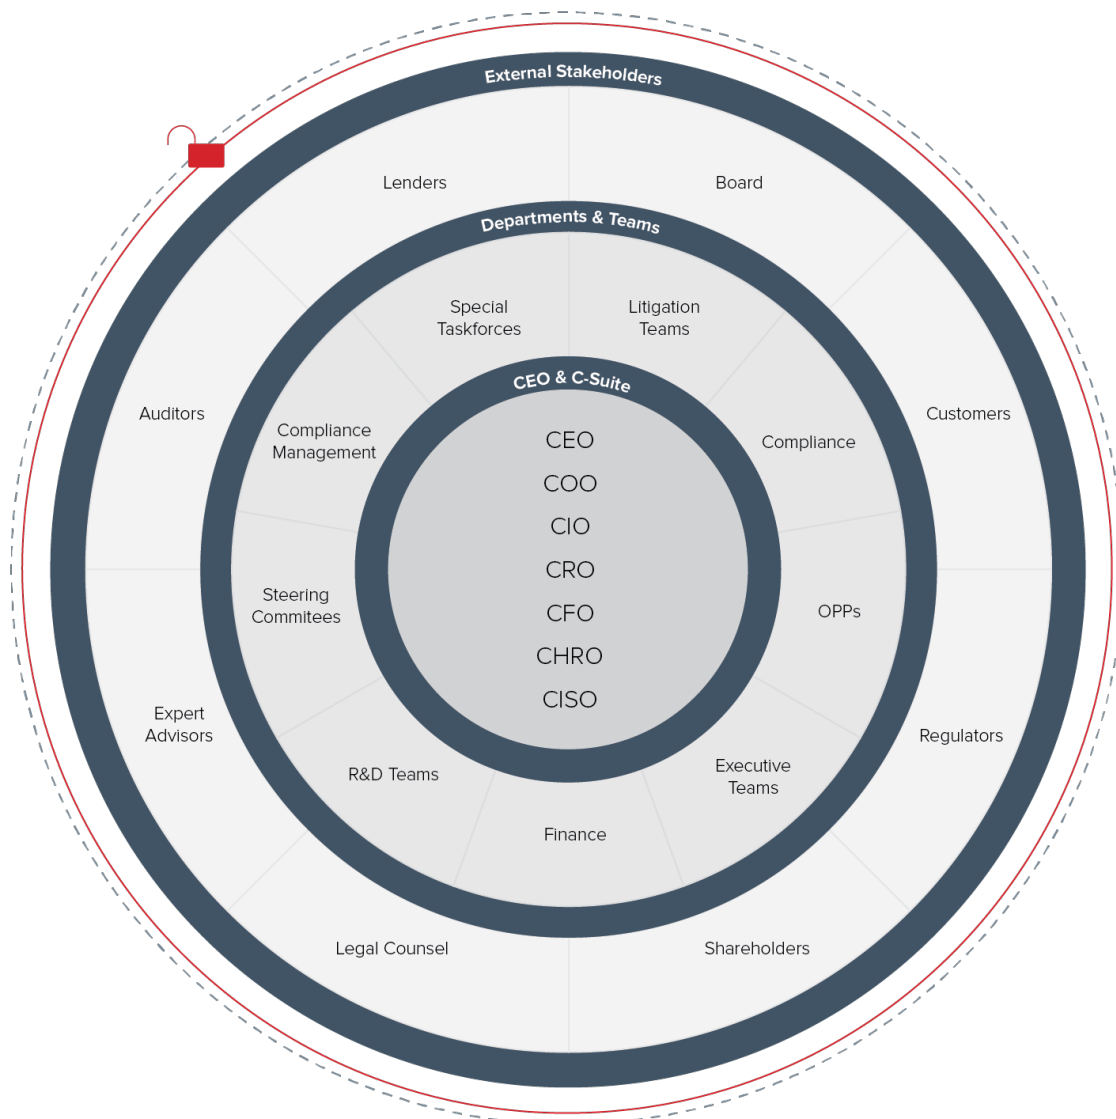 External Stakeholders
Lenders
Board
Departments & Teams
Special
Taskforces
Litigation
Teams
CEO & C-Suite
Auditors
Customers
Compliance
Management
Compliance
CEO
COO
CIO
CRO
CFO
CHRO
CISO
Steering
Commitees
OPPs
Expert
Advisors
Regulators
R&D Teams
Executive
Teams
Finance
Legal Counsel
Shareholders